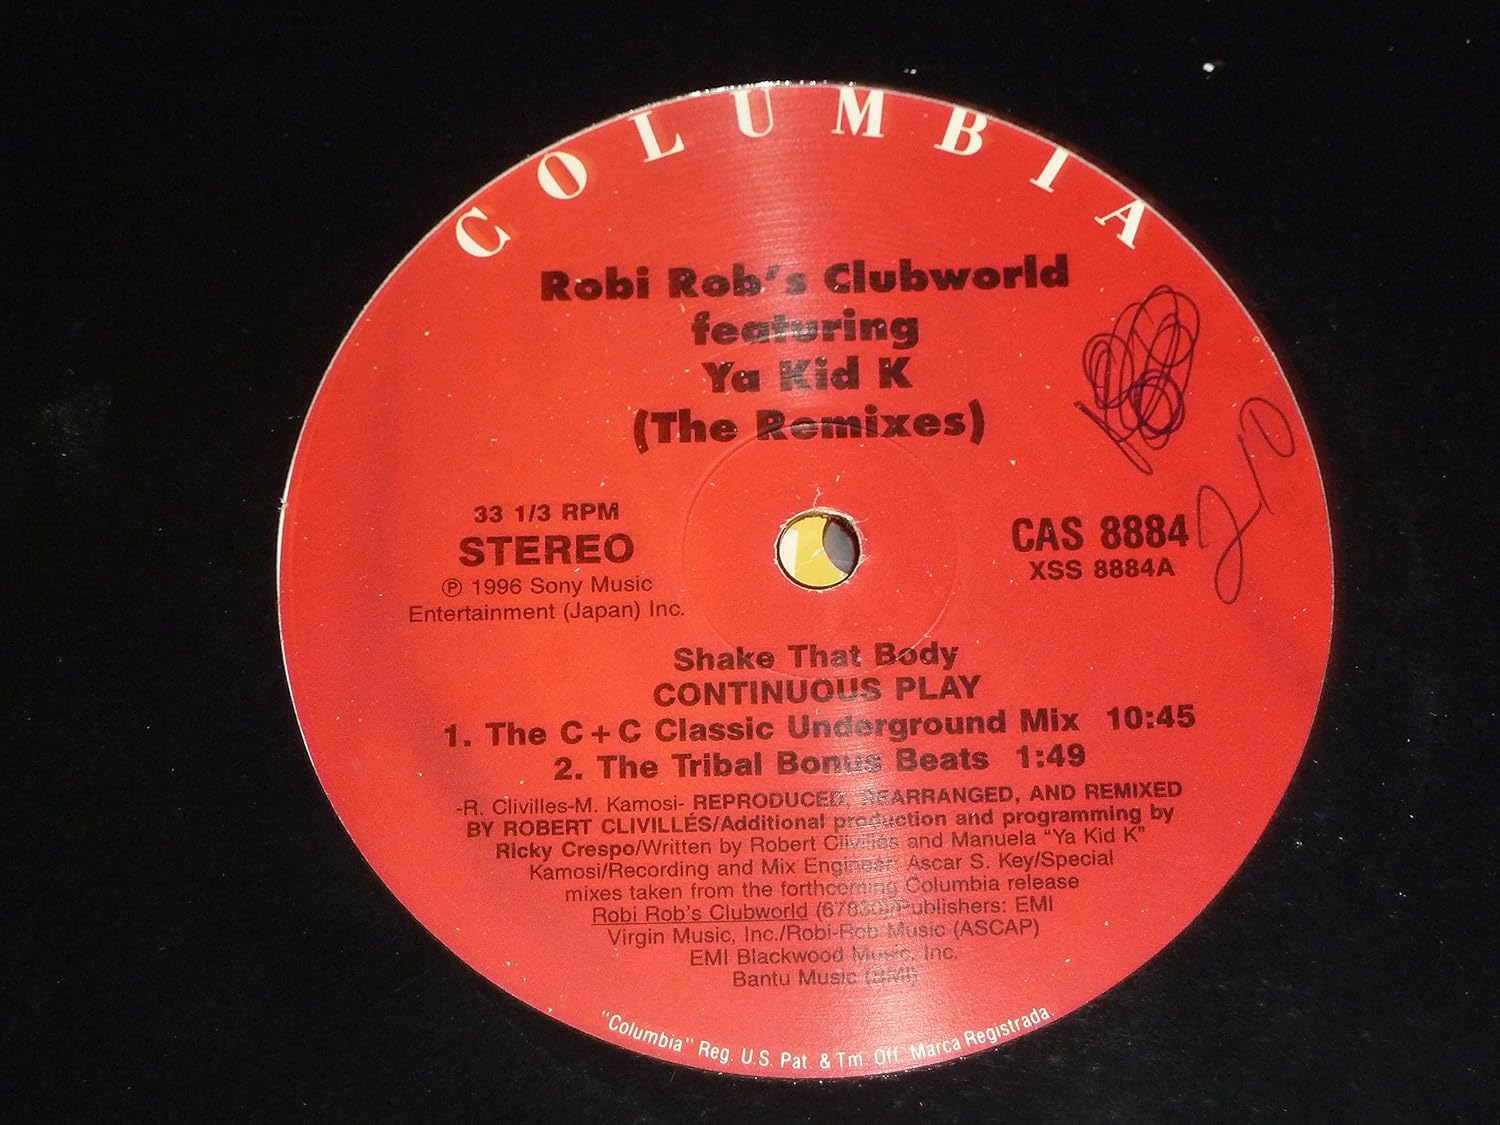 COLUMBIA
Robi Rob's Clubworld
featuring
Ya Kid K
(The Remixes)
33 1/3 RPM
STEREO
℗ 1996 Sony Music
Entertainment (Japan) Inc.
CAS 8884
XSS 8884A
210
Shake That Body
CONTINUOUS PLAY
1. The C + C Classic Underground Mix 10:45
2. The Tribal Bonus Beats 1:49
-R. Clivilles-M. Kamosi- REPRODUCED, REARRANGED, AND REMIXED
BY ROBERT CLIVILLÉS/Additional production and programming by
Ricky Crespo/Written by Robert Clivillés and Manuela "Ya Kid K"
Kamosi/Recording and Mix Engineer: Ascar S. Key/Special
mixes taken from the forthcoming Columbia release
Robi Rob's Clubworld (67830)/Publishers: EMI
Virgin Music, Inc./Robi-Rob Music (ASCAP)
EMI Blackwood Music, Inc.
Bantu Music (BMI)
"Columbia" Reg. U.S. Pat. & Tm. Off. Marca Registrada.